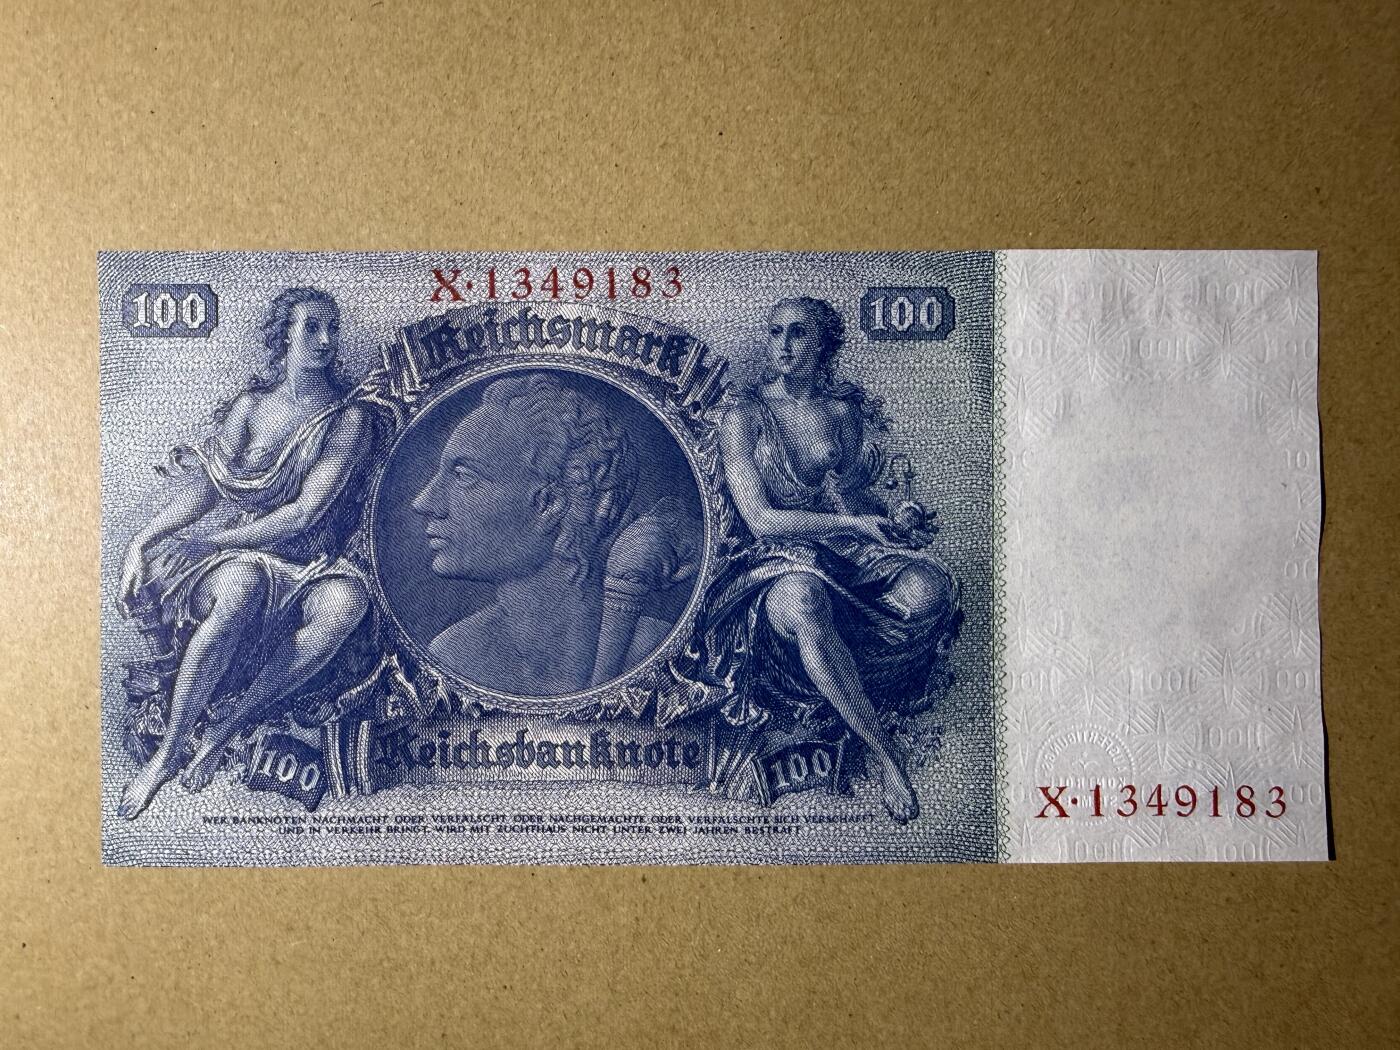 X·1349183
100
100
Reichsmark
Reichsbanknote
100
100
WER BANKNOTEN NACHMACHT ODER VERFÄLSCHT ODER NACHGEMACHTE ODER VERFÄLSCHTE SICH VERSCHAFFT
UND IN VERKEHR BRINGT, WIRD MIT ZUCHTHAUS NICHT UNTER ZWEI JAHREN BESTRAFT
X·1349183